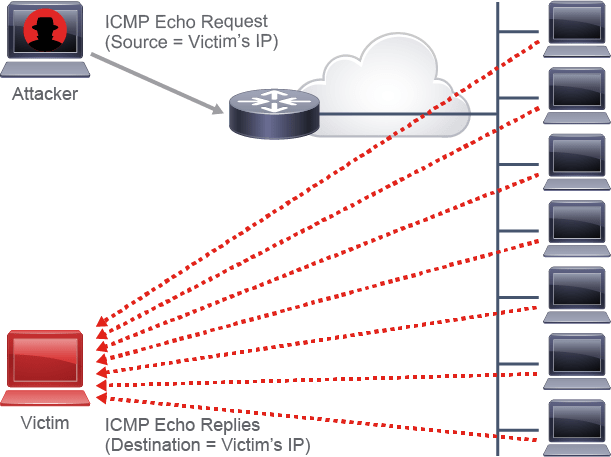 ICMP Echo Request
(Source = Victim's IP)
Attacker
Victim
ICMP Echo Replies
(Destination = Victim's IP)